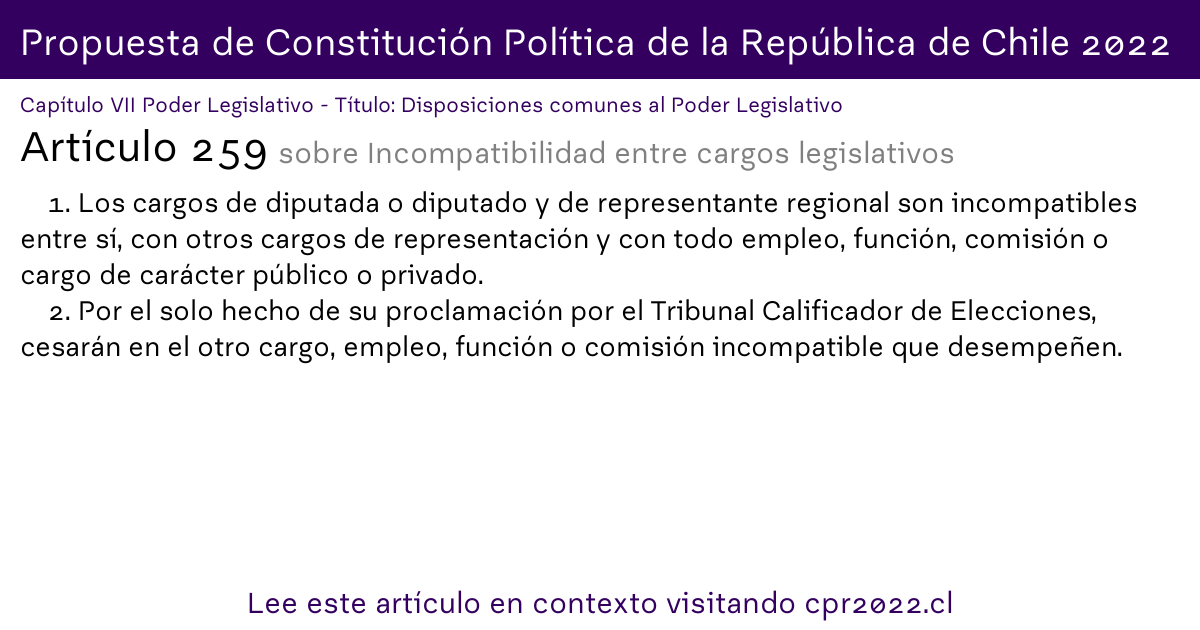 Propuesta de Constitución Política de la República de Chile 2022
Capítulo VII Poder Legislativo - Título: Disposiciones comunes al Poder Legislativo
Artículo 259 sobre Incompatibilidad entre cargos legislativos
1. Los cargos de diputada o diputado y de representante regional son incompatibles
entre sí, con otros cargos de representación y con todo empleo, función, comisión o
cargo de carácter público o privado.
2. Por el solo hecho de su proclamación por el Tribunal Calificador de Elecciones,
cesarán en el otro cargo, empleo, función o comisión incompatible que desempeñen.
Lee este artículo en contexto visitando cpr2022.cl